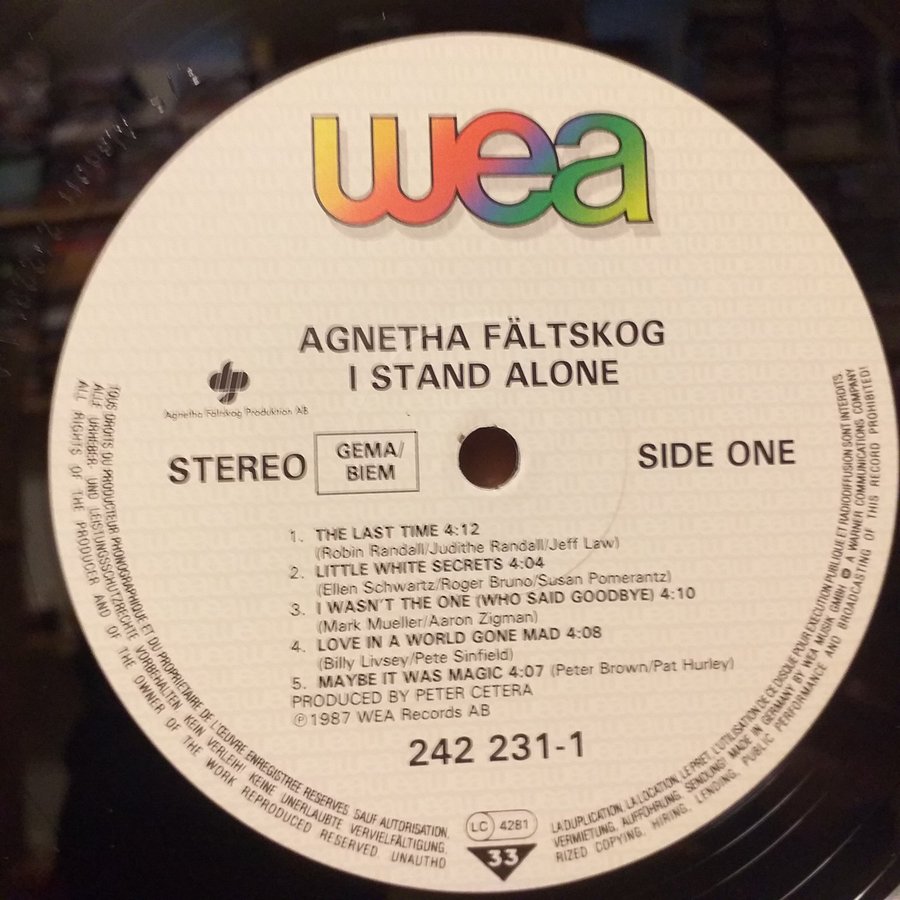 wea
AGNETHA FÄLTSKOG
I STAND ALONE
Agnetha Fältskog Produktion AB
STEREO
GEMA/
BIEM
SIDE ONE
1. THE LAST TIME 4:12
(Robin Randall/Judithe Randall/Jeff Law)
2. LITTLE WHITE SECRETS 4:04
(Ellen Schwartz/Roger Bruno/Susan Pomerantz)
3. I WASN'T THE ONE (WHO SAID GOODBYE) 4:10
(Mark Mueller/Aaron Zigman)
4. LOVE IN A WORLD GONE MAD 4:08
(Billy Livsey/Pete Sinfield)
5. MAYBE IT WAS MAGIC 4:07 (Peter Brown/Pat Hurley)
PRODUCED BY PETER CETERA
℗1987 WEA Records AB
242 231-1
LC 4281
33
TOUS DROITS DU PRODUCTEUR PHONOGRAPHIQUE ET DU PROPRIETAIRE DE L'ŒUVRE ENREGISTREE RESERVES. SAUF AUTORISATION,
ALLE URHEBER- UND LEISTUNGSSCHUTZRECHTE VORBEHALTEN. KEIN VERLEIH! KEINE UNERLAUBTE VERVIELFÄLTIGUNG,
ALL RIGHTS OF THE PRODUCER AND OF THE OWNER OF THE WORK REPRODUCED RESERVED UNAUTHO
LA DUPLICATION, LA LOCATION, LE PRET, L'UTILISATION DE CE DISQUE POUR EXECUTION PUBLIQUE ET RADIODIFFUSION SONT INTERDITS.
VERMIETUNG, AUFFÜHRUNG, SENDUNG! MADE IN GERMANY BY WEA MUSIK GMBH A WARNER COMMUNICATIONS COMPANY
RIZED COPYING, HIRING, LENDING, PUBLIC PERFORMANCE AND BROADCASTING OF THIS RECORD PROHIBITED!